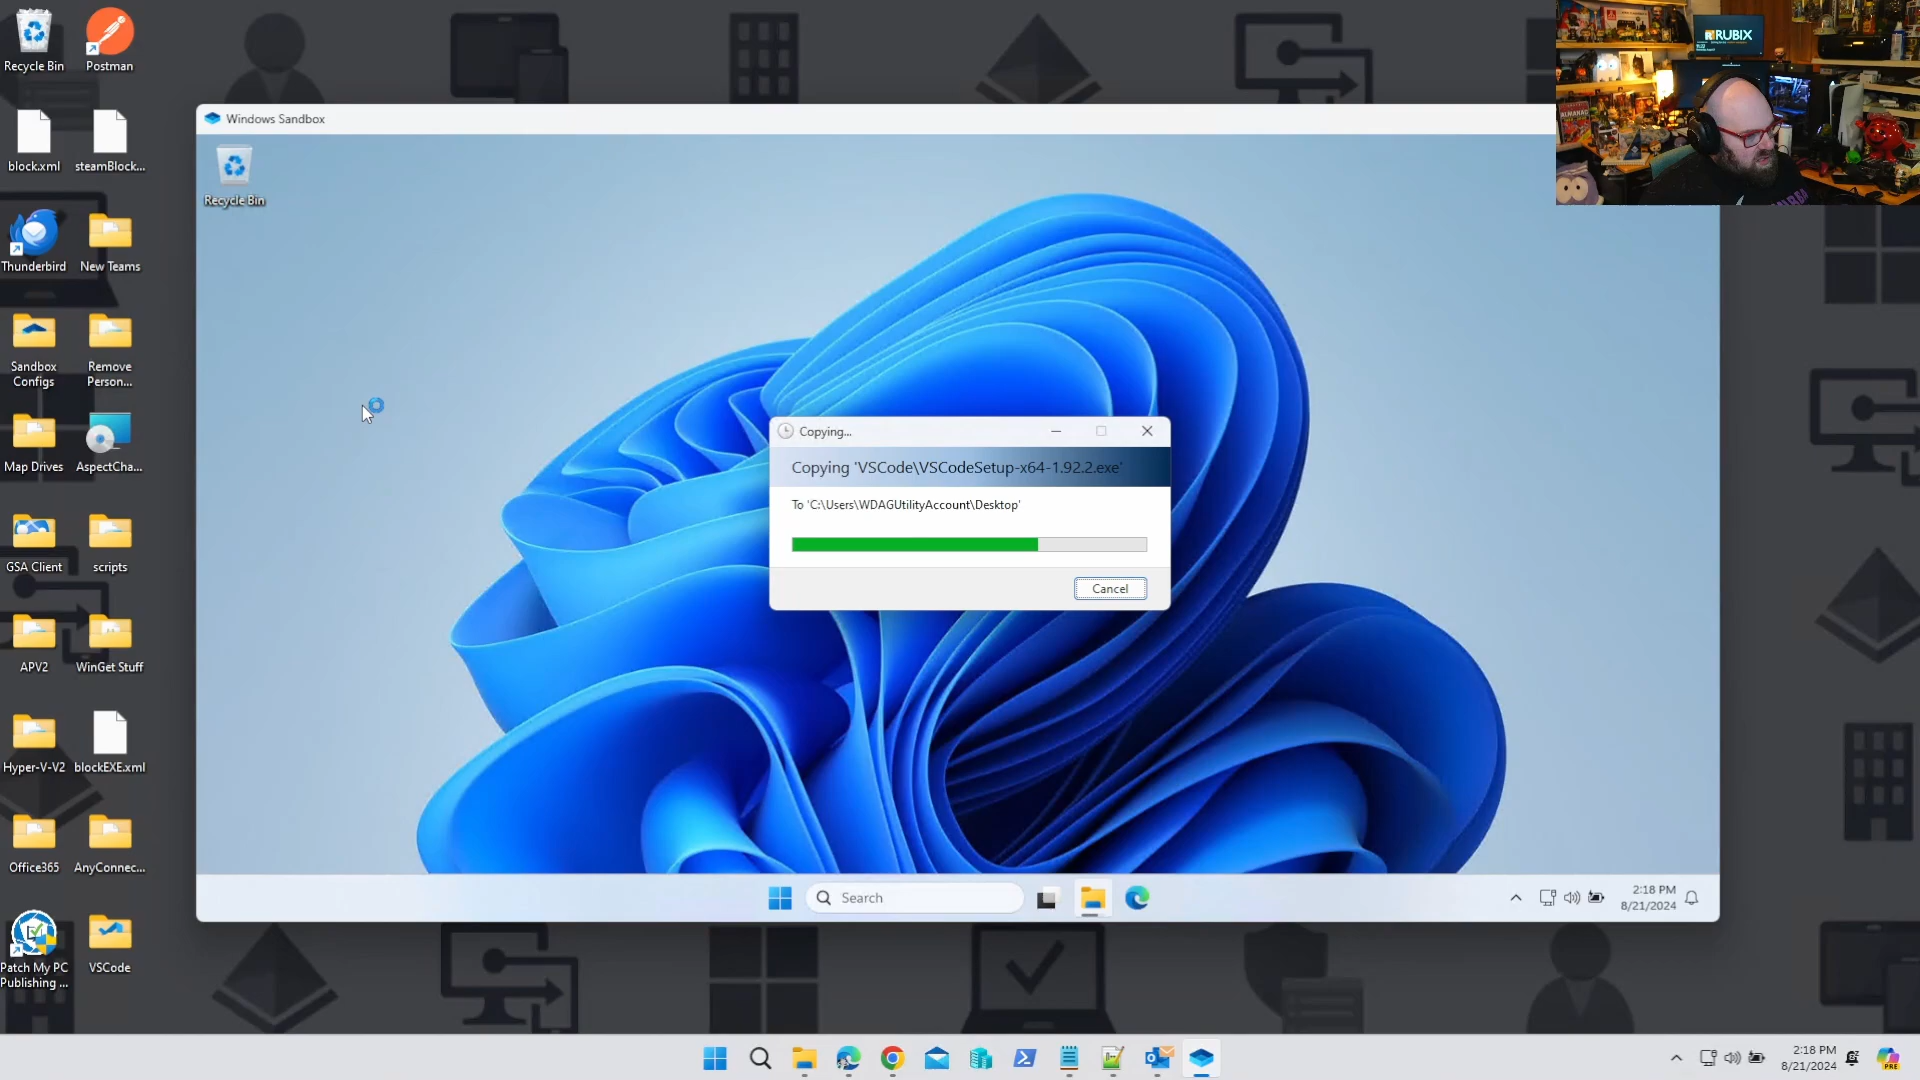 Recycle Bin
Postman
block.xml
steamBlock...
Thunderbird
New Teams
Sandbox
Configs
Remove
Person...
Map Drives
AspectCha...
GSA Client
scripts
APV2
WinGet Stuff
Hyper-V-V2
blockEXE.xml
Office365
AnyConnec...
Patch My PC
Publishing ...
VSCode
Windows Sandbox
Recycle Bin
Copying...
Copying 'VSCode\VSCodeSetup-x64-1.92.2.exe'
To 'C:\Users\WDAGUtilityAccount\Desktop'
Cancel
Search
2:18 PM
8/21/2024
RUBIX
2:18 PM
8/21/2024
PRE